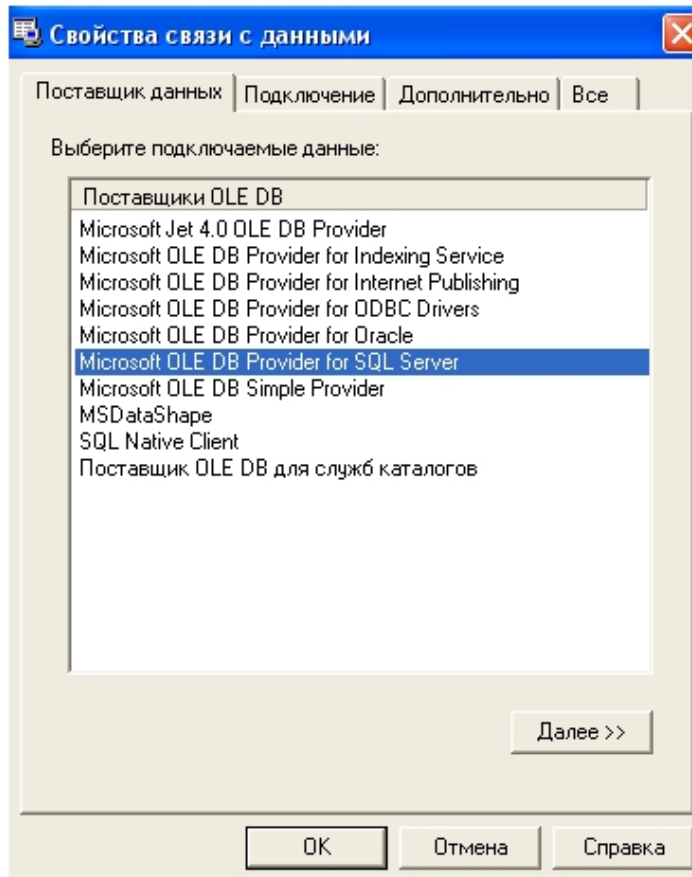 Свойства связи с данными
Поставщик данных Подключение Дополнительно Все
Выберите подключаемые данные:
Поставщики OLE DB
Microsoft Jet 4.0 OLE DB Provider
Microsoft OLE DB Provider for Indexing Service
Microsoft OLE DB Provider for Internet Publishing
Microsoft OLE DB Provider for ODBC Drivers
Microsoft OLE DB Provider for Oracle
Microsoft OLE DB Provider for SQL Server
Microsoft OLE DB Simple Provider
MSDataShape
SQL Native Client
Поставщик OLE DB для служб каталогов
Далее >>
OK Отмена Справка